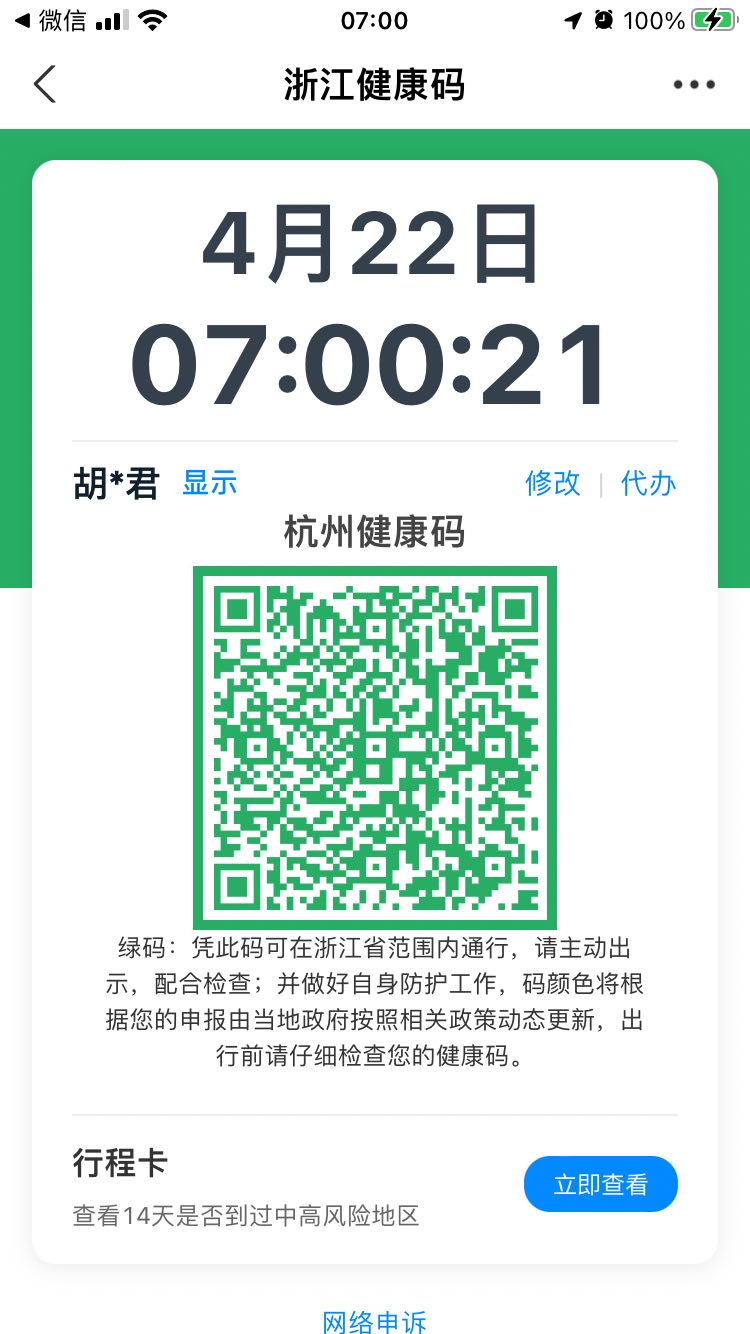 微信
07:00
100%
浙江健康码
4月22日
07:00:21
胡*君 显示 修改 | 代办
杭州健康码
绿码：凭此码可在浙江省范围内通行，请主动出
示，配合检查；并做好自身防护工作，码颜色将根
据您的申报由当地政府按照相关政策动态更新，出
行前请仔细检查您的健康码。
行程卡
立即查看
查看14天是否到过中高风险地区
网络申诉